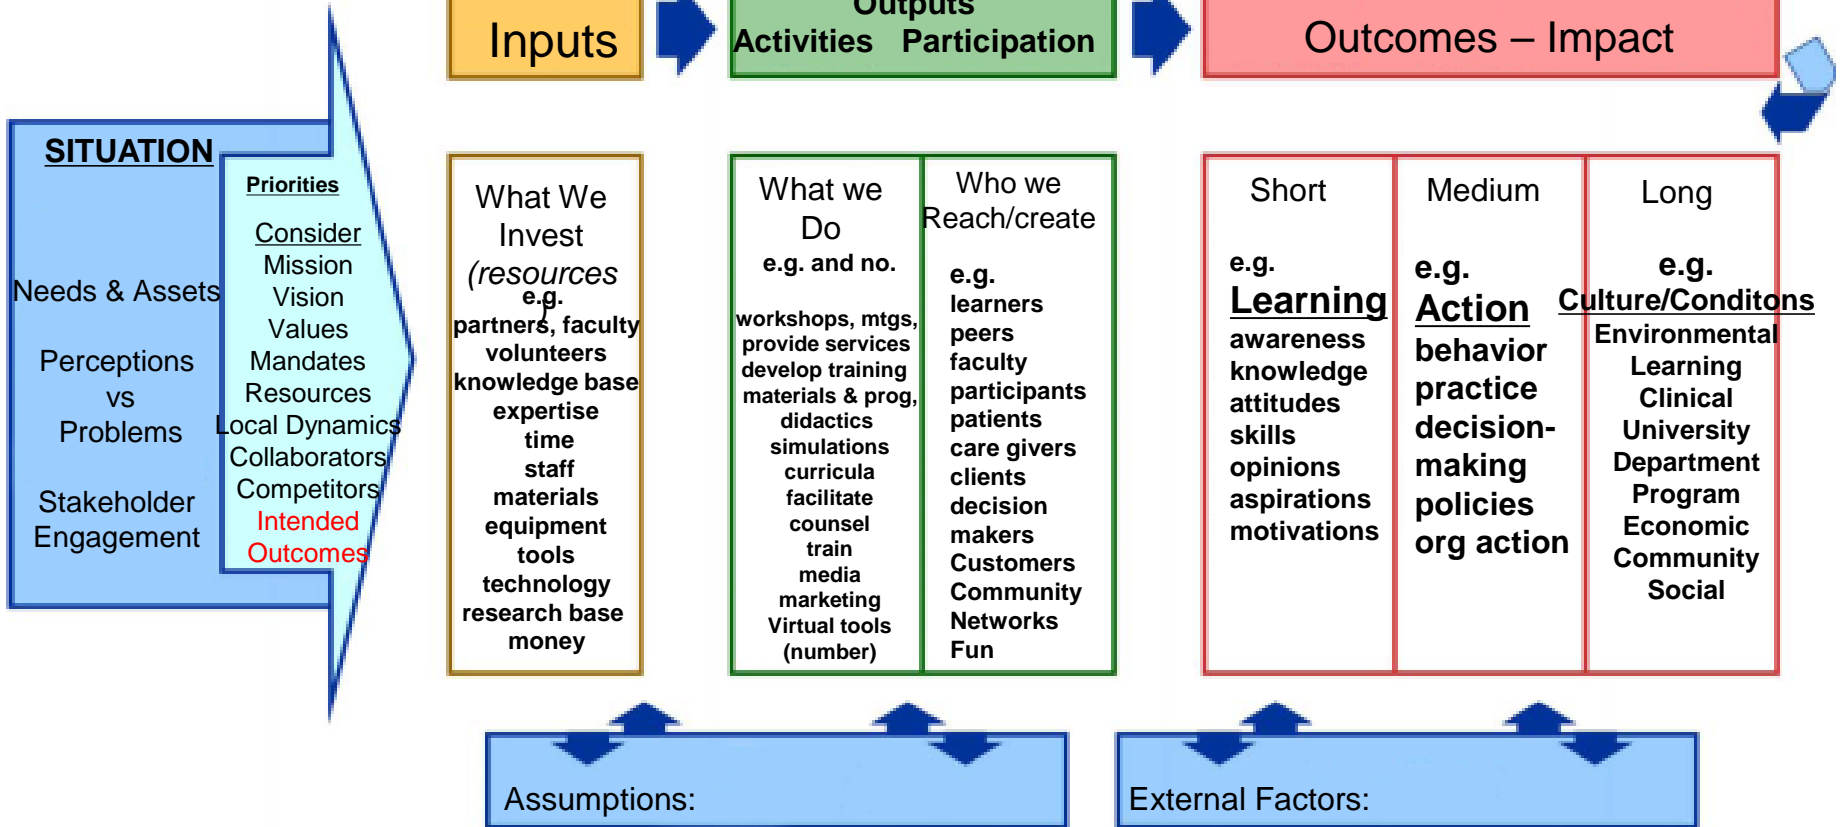 SITUATION
Needs & Assets
Perceptions
vs
Problems
Stakeholder
Engagement
Priorities
Consider
Mission
Vision
Values
Mandates
Resources
Local Dynamics
Collaborators
Competitors
Intended
Outcomes
Inputs
What We
Invest
(resources
)
e.g.
partners, faculty
volunteers
knowledge base
expertise
time
staff
materials
equipment
tools
technology
research base
money
Outputs
Activities Participation
What we
Do
e.g. and no.
workshops, mtgs,
provide services
develop training
materials & prog,
didactics
simulations
curricula
facilitate
counsel
train
media
marketing
Virtual tools
(number)
Who we
Reach/create
e.g.
learners
peers
faculty
participants
patients
care givers
clients
decision
makers
Customers
Community
Networks
Fun
Outcomes – Impact
Short
e.g.
Learning
awareness
knowledge
attitudes
skills
opinions
aspirations
motivations
Medium
e.g.
Action
behavior
practice
decision-
making
policies
org action
Long
e.g.
Culture/Conditons
Environmental
Learning
Clinical
University
Department
Program
Economic
Community
Social
Assumptions:
External Factors: